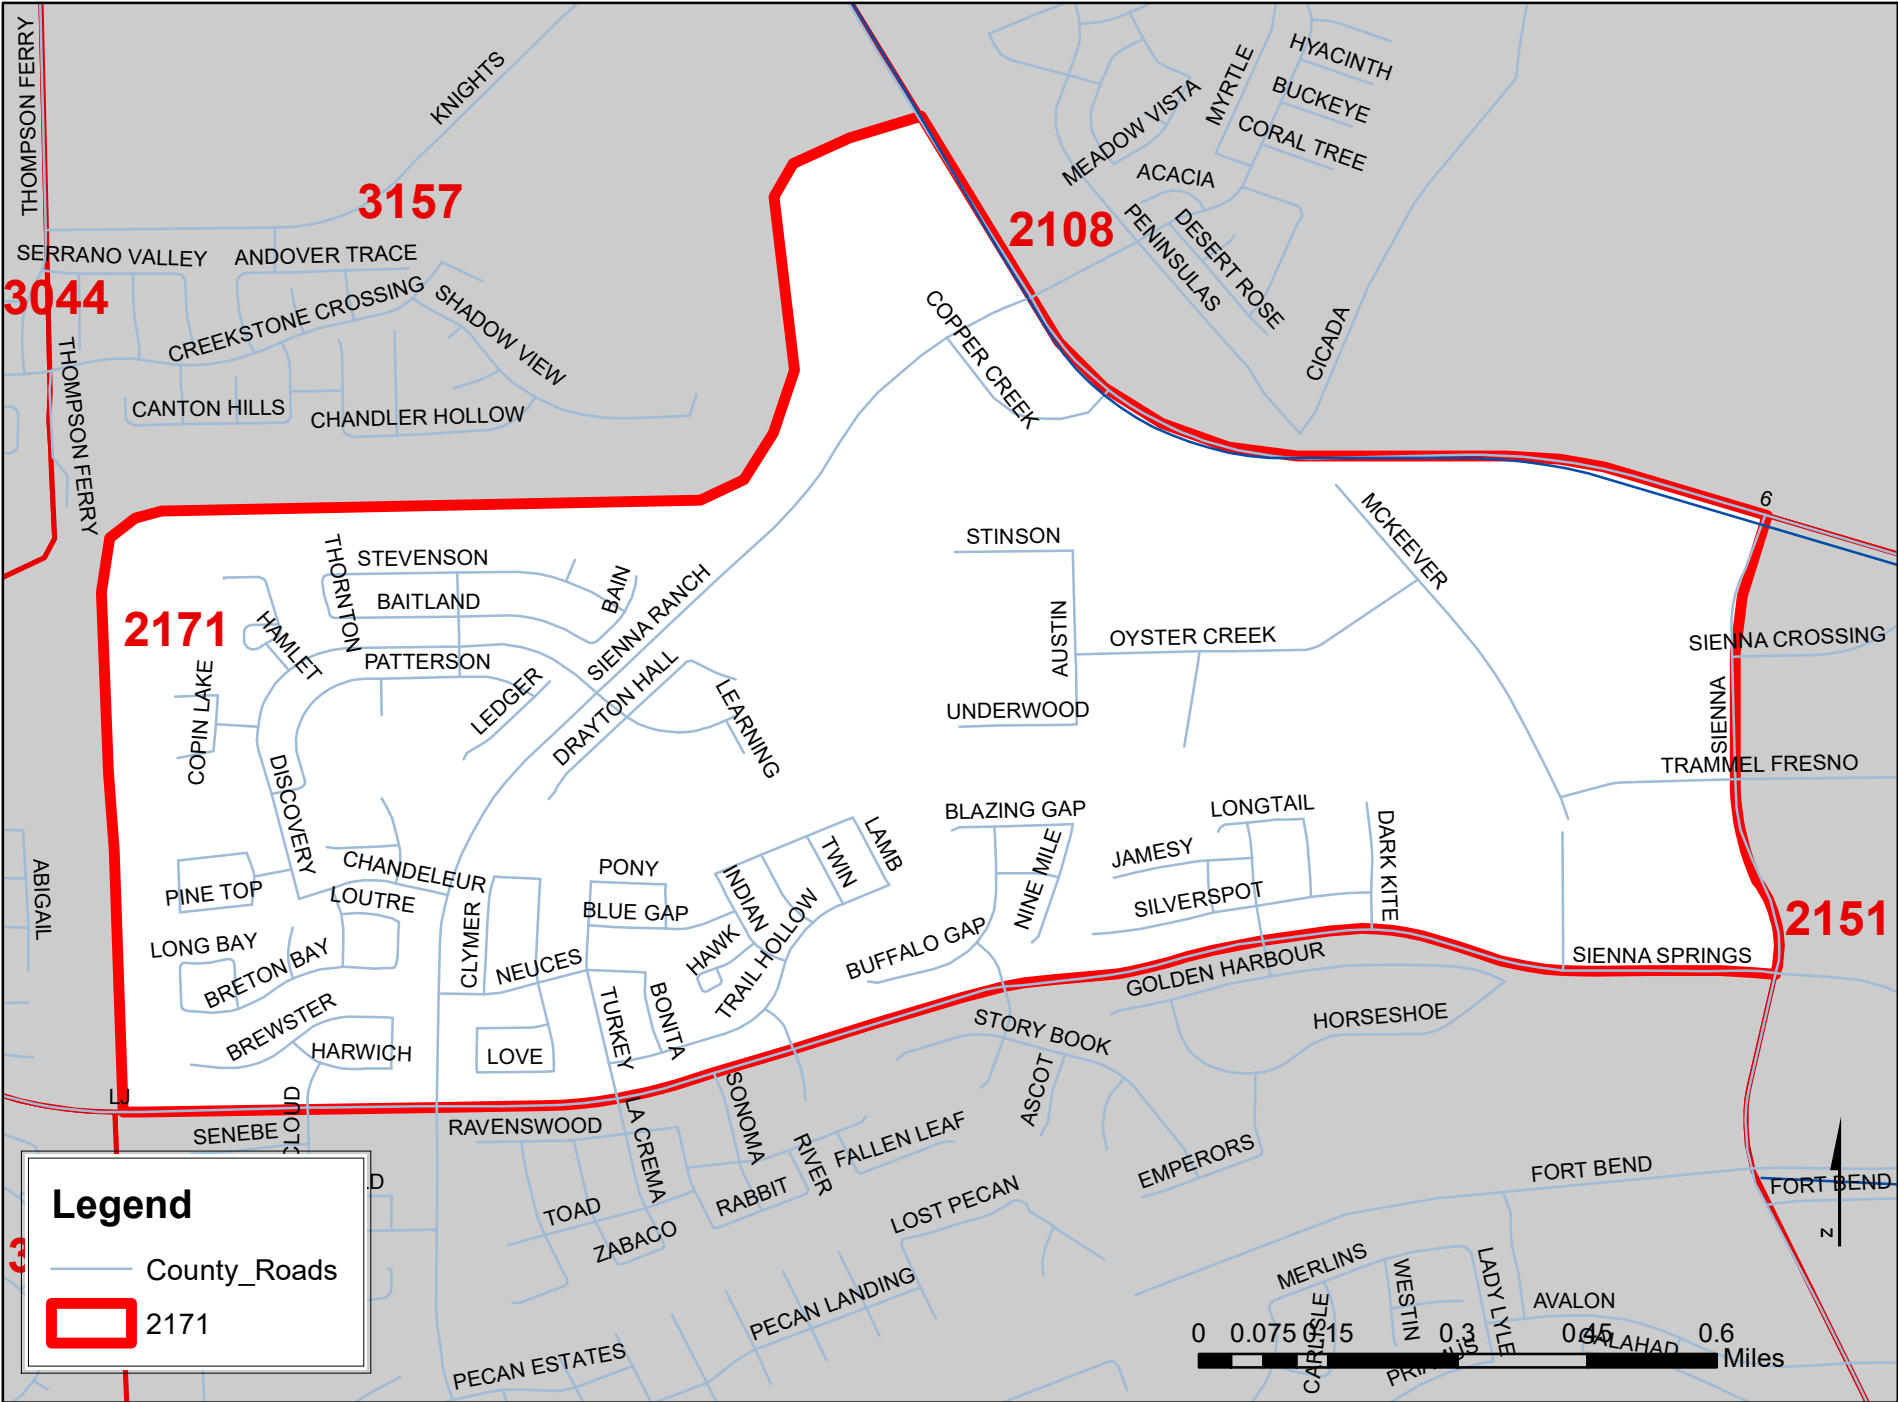 THOMPSON FERRY
KNIGHTS
HYACINTH
MYRTLE
BUCKEYE
MEADOW VISTA
CORAL TREE
ACACIA
3157
2108
PENINSULAS
DESERT ROSE
SERRANO VALLEY
ANDOVER TRACE
3044
CREEKSTONE CROSSING
SHADOW VIEW
COPPER CREEK
CICADA
THOMPSON FERRY
CANTON HILLS
CHANDLER HOLLOW
6
MCKEEVER
STINSON
THORNTON
STEVENSON
BAIN
BAITLAND
SIENNA RANCH
2171
HAMLET
AUSTIN
OYSTER CREEK
SIENNA CROSSING
PATTERSON
COPIN LAKE
LEDGER
DRAYTON HALL
LEARNING
UNDERWOOD
SIENNA
TRAMMEL FRESNO
DISCOVERY
BLAZING GAP
LONGTAIL
DARK KITE
LAMB
TWIN
NINE MILE
JAMESY
ABIGAIL
CHANDELEUR
PONY
INDIAN
PINE TOP
LOUTRE
SILVERSPOT
BLUE GAP
CLYMER
TRAIL HOLLOW
2151
LONG BAY
HAWK
BUFFALO GAP
BRETON BAY
NEUCES
SIENNA SPRINGS
GOLDEN HARBOUR
BREWSTER
TURKEY
BONITA
STORY BOOK
HORSESHOE
HARWICH
LOVE
ASCOT
LJ
SENEBE
CLOUD
RAVENSWOOD
LA CREMA
SONOMA
RIVER
FALLEN LEAF
EMPERORS
FORT BEND
FORT BEND
RABBIT
TOAD
LOST PECAN
ZABACO
Legend
County_Roads
2171
MERLINS
WESTIN
LADY LYLE
CARLISLE
PECAN LANDING
AVALON
GALAHAD
PRIAMUS
PECAN ESTATES
0 0.075 0.15 0.3 0.45 0.6
Miles
Z